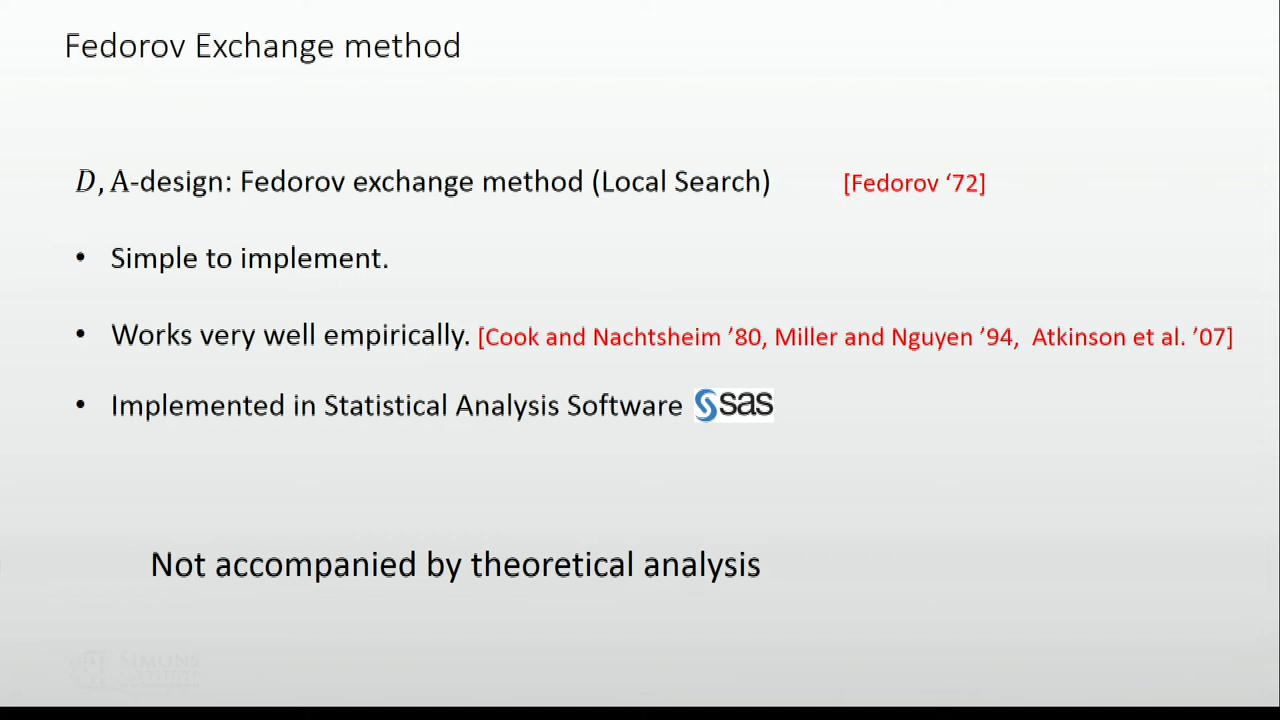 Fedorov Exchange method
D, A-design: Fedorov exchange method (Local Search) [Fedorov ‘72]
• Simple to implement.
• Works very well empirically. [Cook and Nachtsheim ’80, Miller and Nguyen ’94, Atkinson et al. ’07]
• Implemented in Statistical Analysis Software sas
Not accompanied by theoretical analysis
SIMONS
INSTITUTE